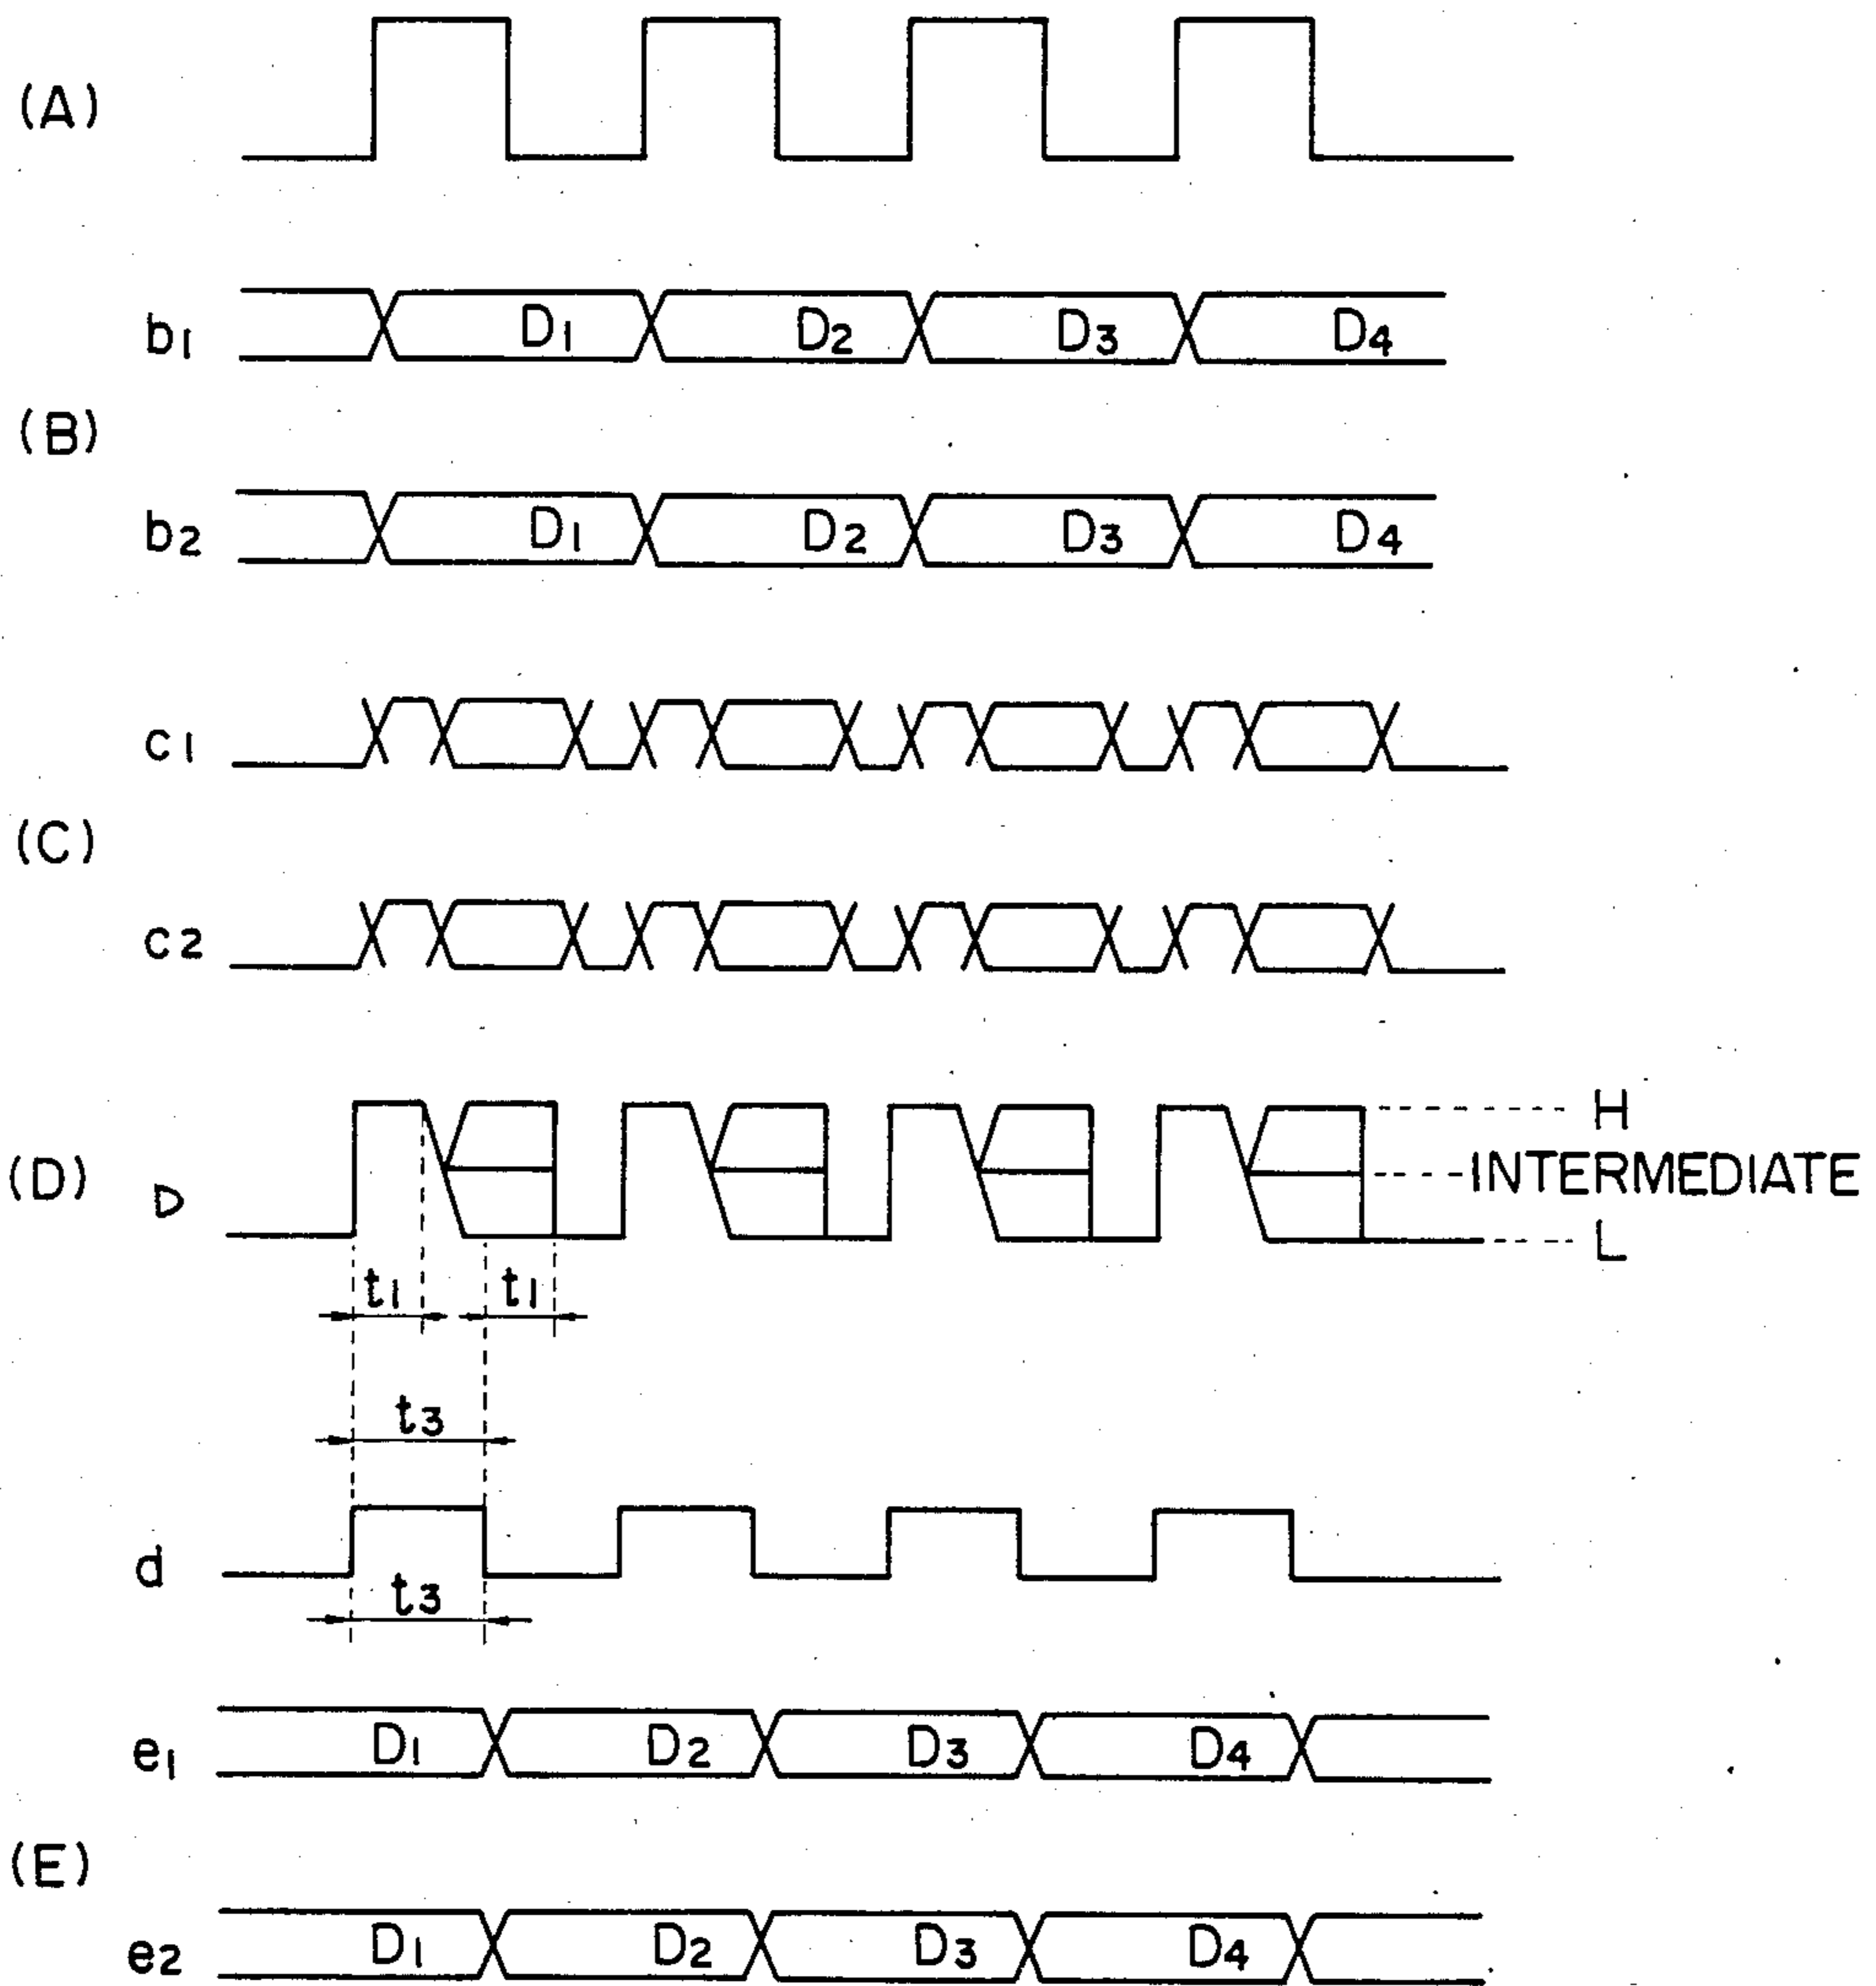 (A)
b1 D1 D2 D3 D4
(B)
b2 D1 D2 D3 D4
c1
(C)
c2
H
(D) D INTERMEDIATE
L
t1 t1
t3
d
t3
e1 D1 D2 D3 D4
(E)
e2 D1 D2 D3 D4